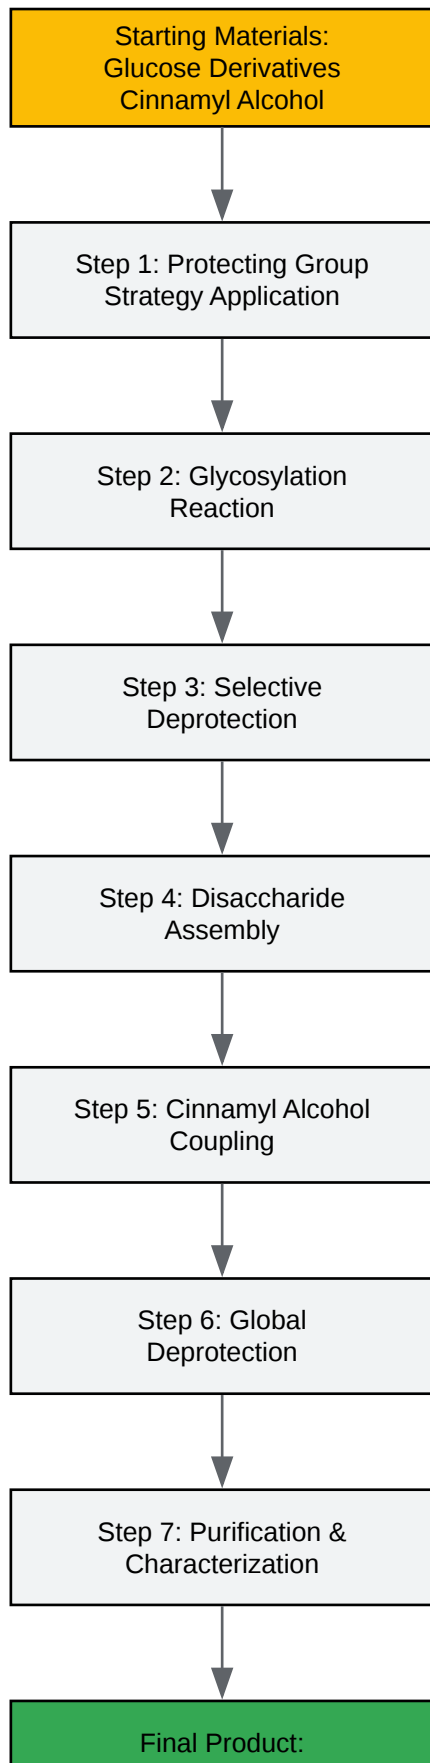 Starting Materials:
Glucose Derivatives
Cinnamyl Alcohol
Step 1: Protecting Group
Strategy Application
Step 2: Glycosylation
Reaction
Step 3: Selective
Deprotection
Step 4: Disaccharide
Assembly
Step 5: Cinnamyl Alcohol
Coupling
Step 6: Global
Deprotection
Step 7: Purification &
Characterization
Final Product: